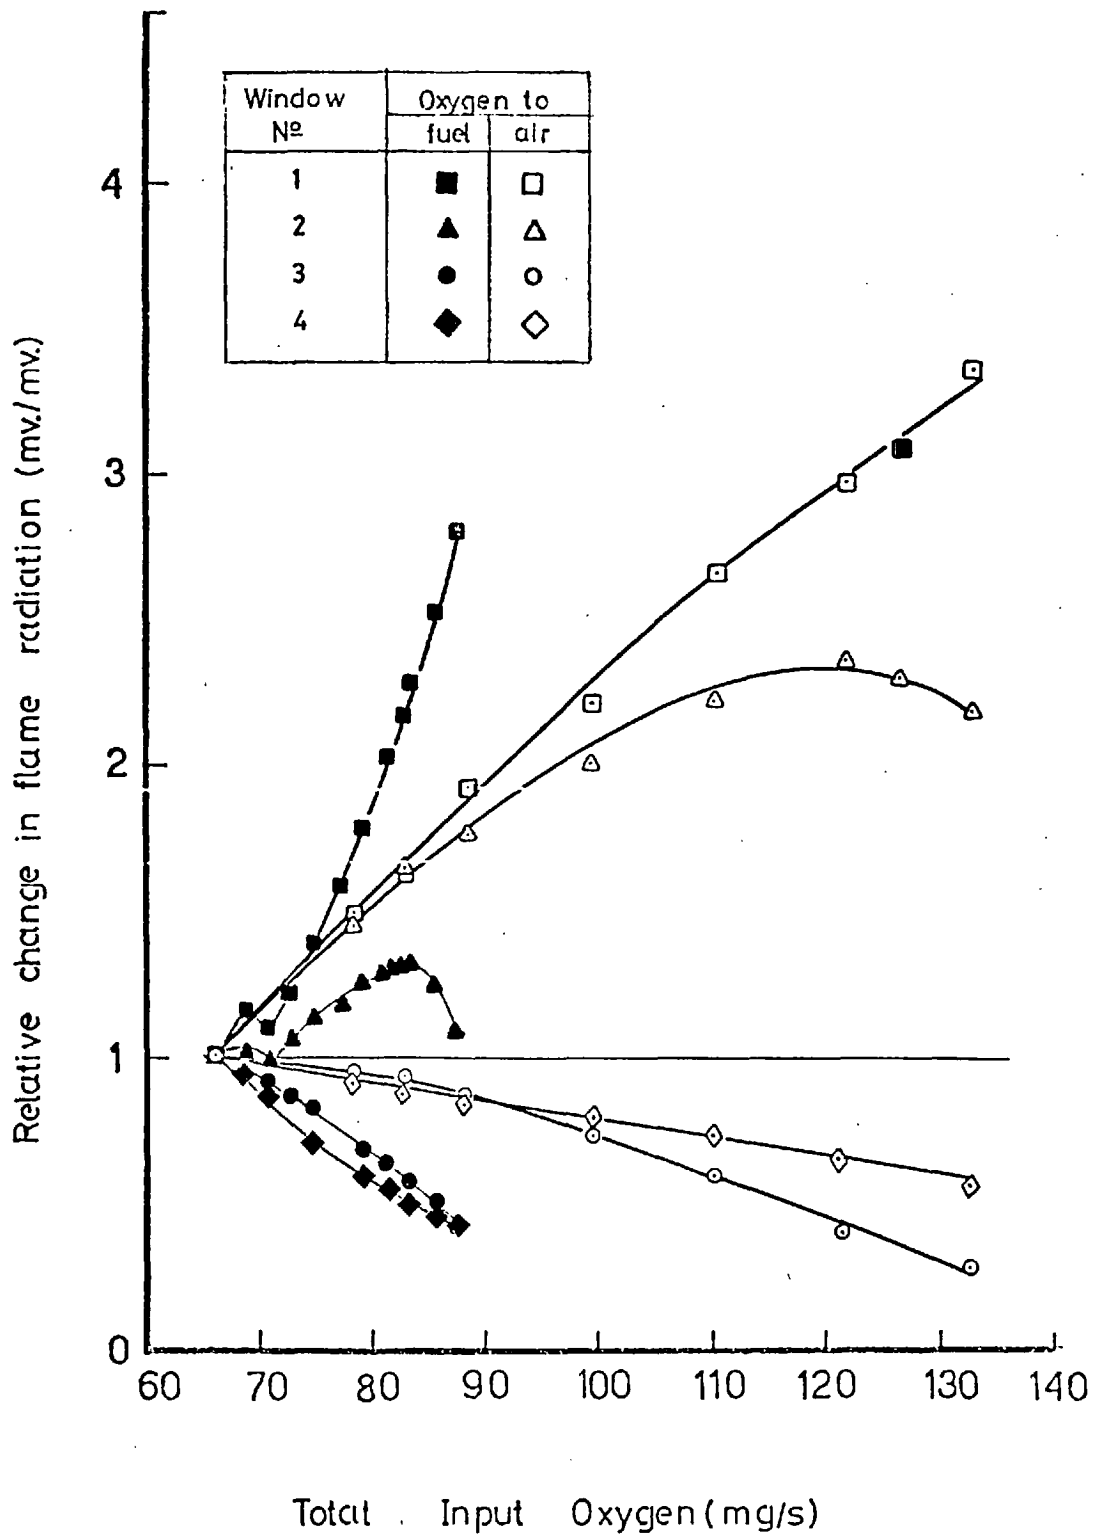 Window Oxygen to
Nº fuel air
1
2
3
4
4
3
2
1
0
60 70 80 90 100 110 120 130 140
Relative change in flame radiation (mv./mv.)
Total Input Oxygen (mg/s)